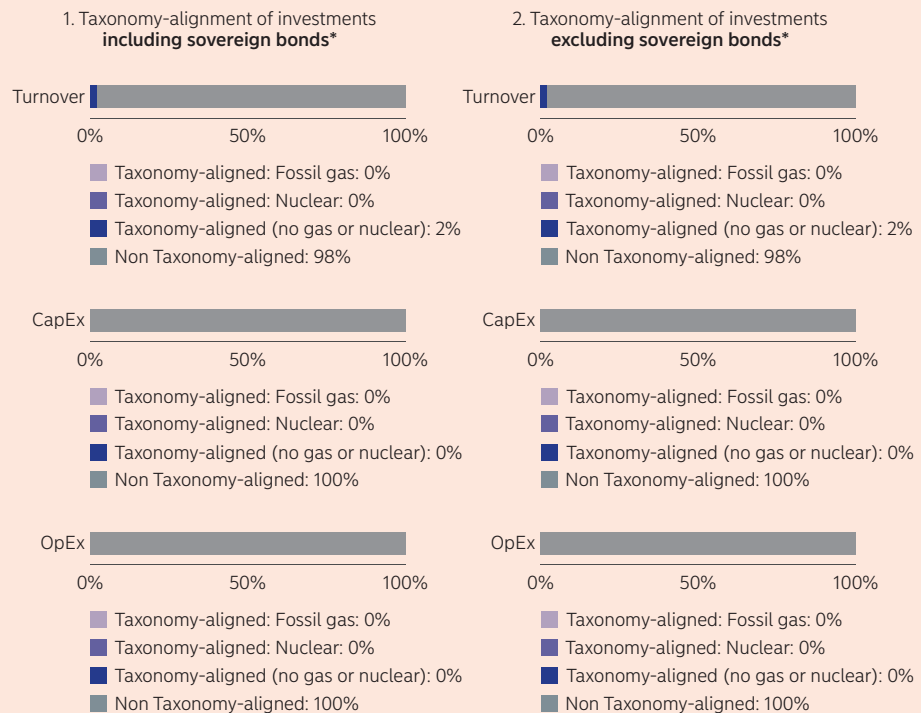 1. Taxonomy-alignment of investments
including sovereign bonds*
Turnover
0% 50% 100%
Taxonomy-aligned: Fossil gas: 0%
Taxonomy-aligned: Nuclear: 0%
Taxonomy-aligned (no gas or nuclear): 2%
Non Taxonomy-aligned: 98%
CapEx
0% 50% 100%
Taxonomy-aligned: Fossil gas: 0%
Taxonomy-aligned: Nuclear: 0%
Taxonomy-aligned (no gas or nuclear): 0%
Non Taxonomy-aligned: 100%
OpEx
0% 50% 100%
Taxonomy-aligned: Fossil gas: 0%
Taxonomy-aligned: Nuclear: 0%
Taxonomy-aligned (no gas or nuclear): 0%
Non Taxonomy-aligned: 100%
2. Taxonomy-alignment of investments
excluding sovereign bonds*
Turnover
0% 50% 100%
Taxonomy-aligned: Fossil gas: 0%
Taxonomy-aligned: Nuclear: 0%
Taxonomy-aligned (no gas or nuclear): 2%
Non Taxonomy-aligned: 98%
CapEx
0% 50% 100%
Taxonomy-aligned: Fossil gas: 0%
Taxonomy-aligned: Nuclear: 0%
Taxonomy-aligned (no gas or nuclear): 0%
Non Taxonomy-aligned: 100%
OpEx
0% 50% 100%
Taxonomy-aligned: Fossil gas: 0%
Taxonomy-aligned: Nuclear: 0%
Taxonomy-aligned (no gas or nuclear): 0%
Non Taxonomy-aligned: 100%